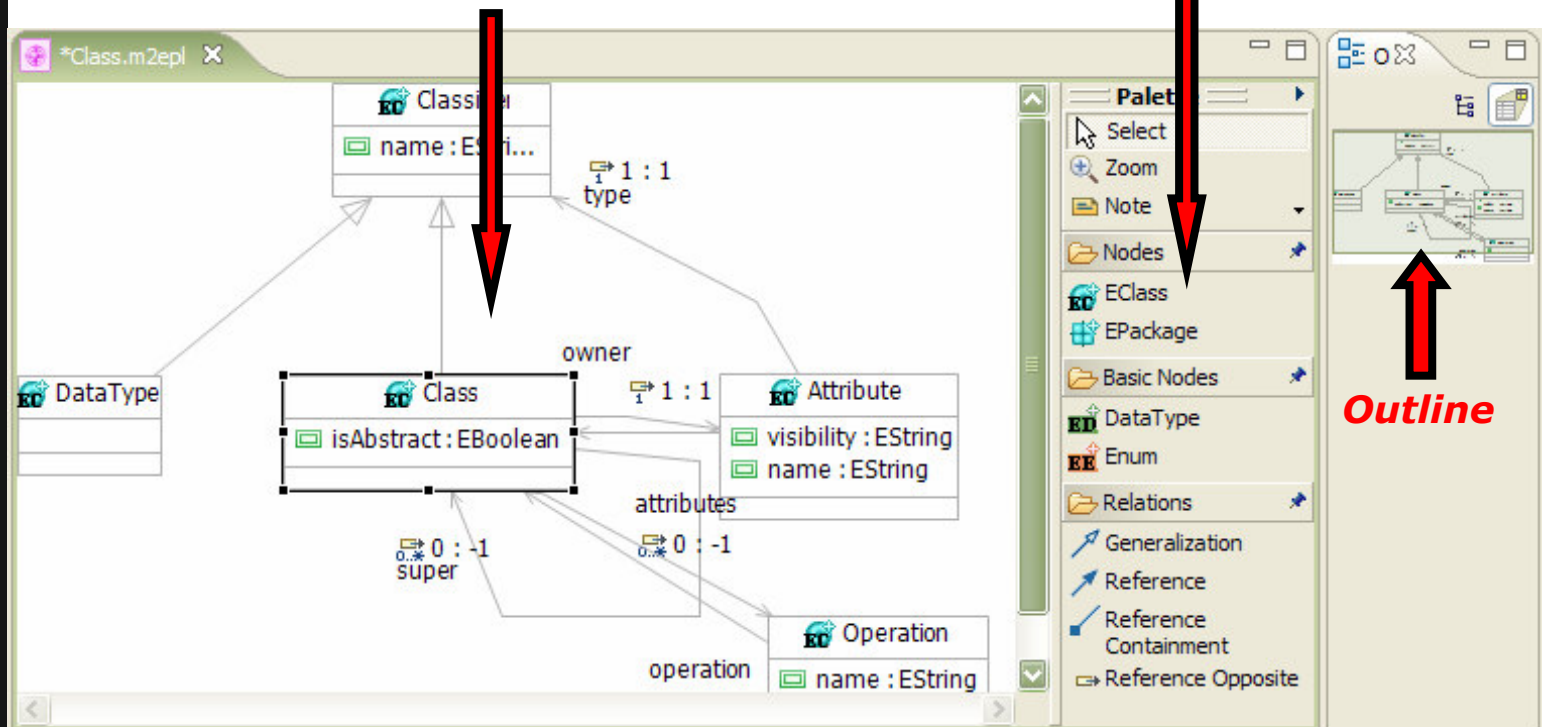 *Class.m2epl
name : EStri...
1 : 1
type
DataType
owner
Class
isAbstract : EBoolean
1 : 1
Attribute
visibility : EString
name : EString
attributes
0 : -1
super
0 : -1
Operation
operation
name : EString
Select
Zoom
Note
Nodes
EClass
EPackage
Basic Nodes
DataType
Enum
Relations
Generalization
Reference
Reference
Containment
Reference Opposite
O
Outline